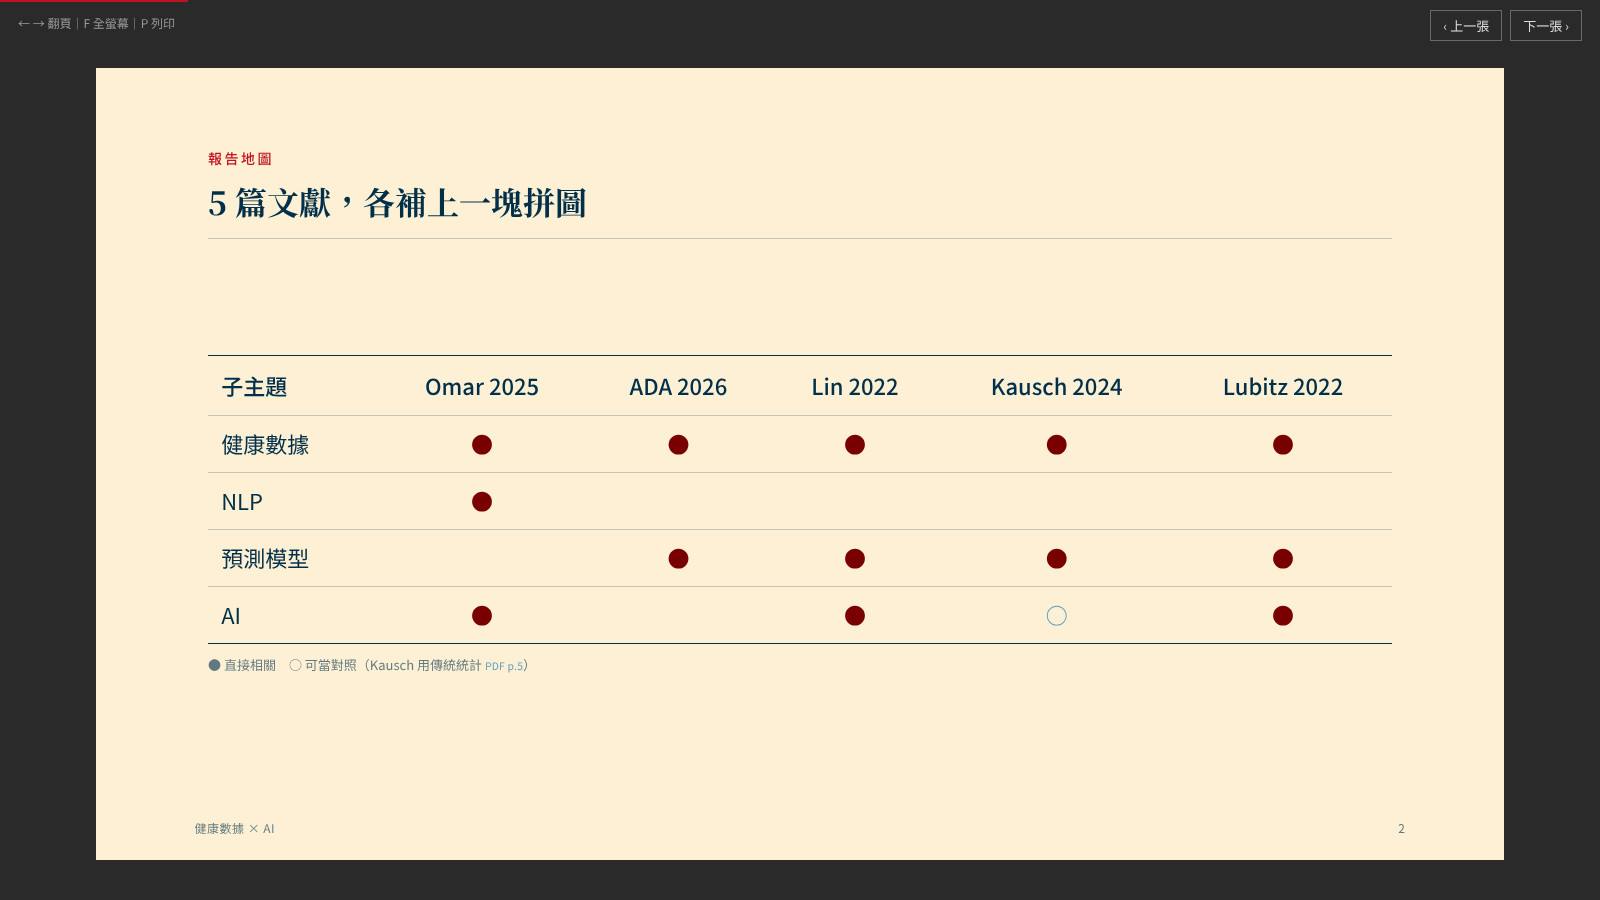 ←→ 翻頁｜F 全螢幕｜P 列印
‹ 上一張
下一張 ›
報告地圖
5 篇文獻，各補上一塊拼圖
子主題 Omar 2025 ADA 2026 Lin 2022 Kausch 2024 Lubitz 2022
健康數據 ● ● ● ● ●
NLP ●
預測模型 ● ● ● ●
AI ● ● ○ ●
● 直接相關 ○ 可當對照（Kausch 用傳統統計 PDF p.5）
健康數據 × AI
2